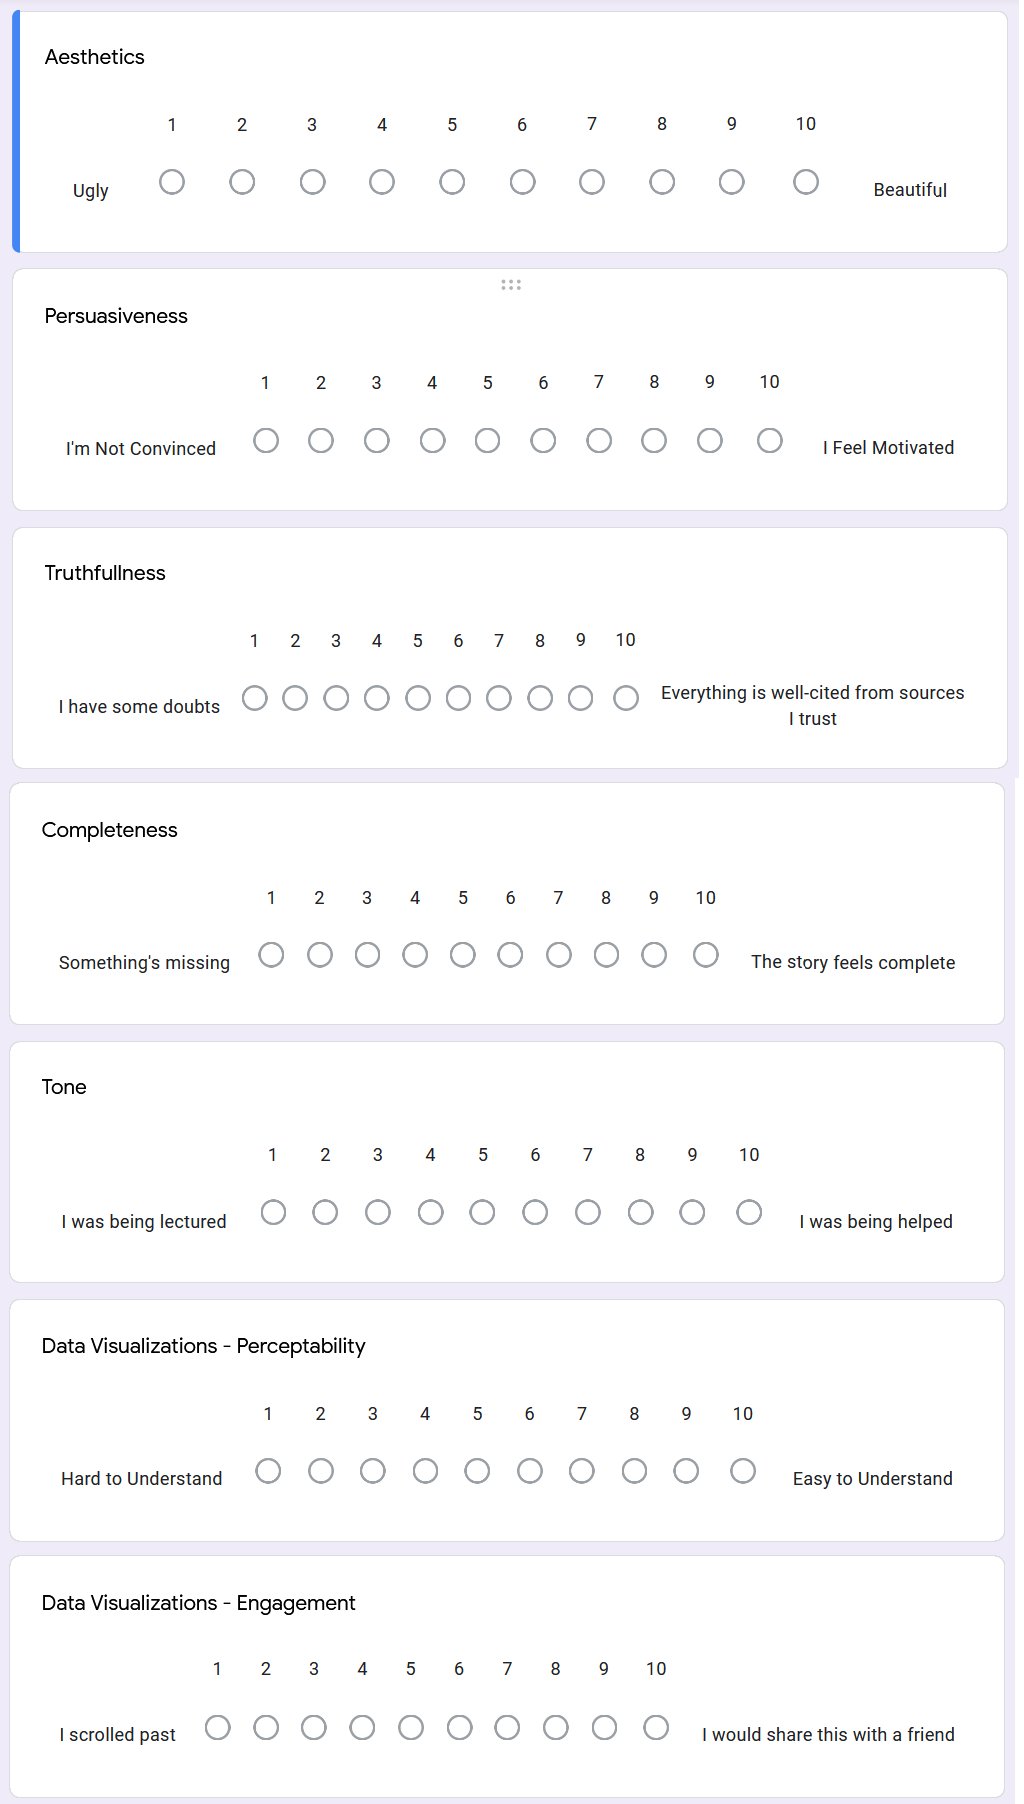 Aesthetics
1 2 3 4 5 6 7 8 9 10
Ugly Beautiful
Persuasiveness
1 2 3 4 5 6 7 8 9 10
I'm Not Convinced I Feel Motivated
Truthfullness
1 2 3 4 5 6 7 8 9 10
I have some doubts Everything is well-cited from sources
I trust
Completeness
1 2 3 4 5 6 7 8 9 10
Something's missing The story feels complete
Tone
1 2 3 4 5 6 7 8 9 10
I was being lectured I was being helped
Data Visualizations - Perceptability
1 2 3 4 5 6 7 8 9 10
Hard to Understand Easy to Understand
Data Visualizations - Engagement
1 2 3 4 5 6 7 8 9 10
I scrolled past I would share this with a friend